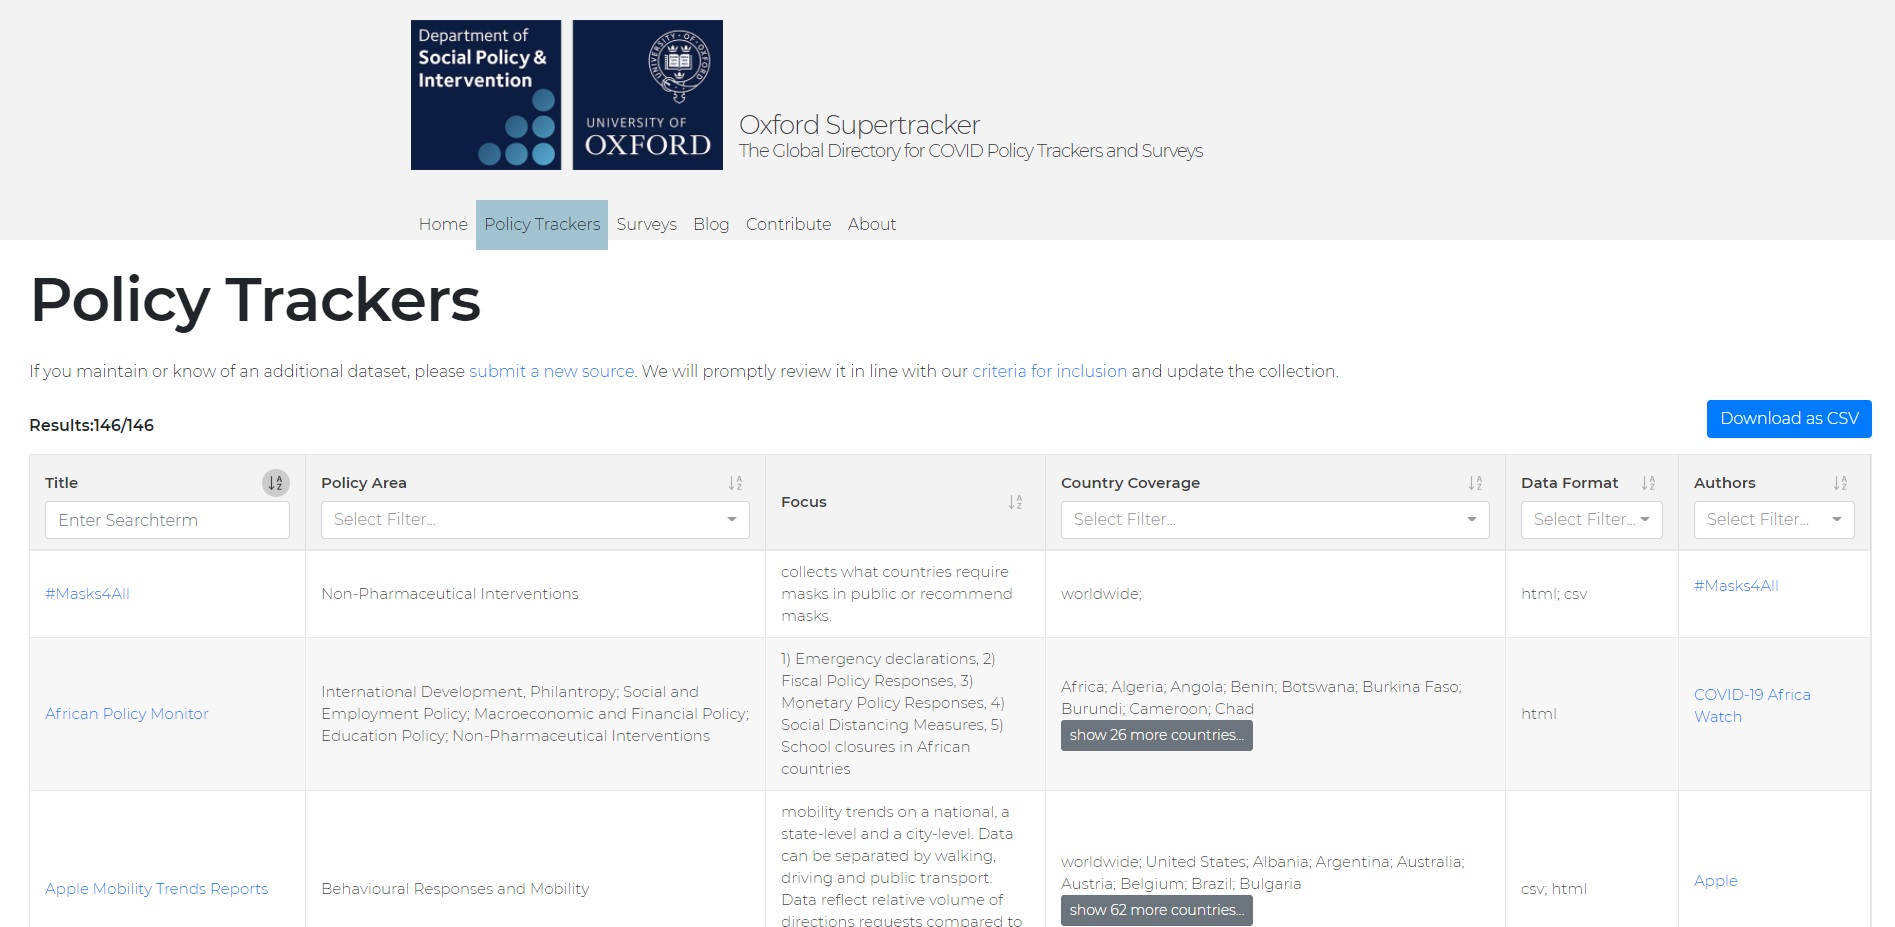 Department of
Social Policy &
Intervention
UNIVERSITY OF OXFORD
UNIVERSITY OF
OXFORD
Oxford Supertracker
The Global Directory for COVID Policy Trackers and Surveys
Home Policy Trackers Surveys Blog Contribute About
Policy Trackers
If you maintain or know of an additional dataset, please submit a new source. We will promptly review it in line with our criteria for inclusion and update the collection.
Results:146/146
Download as CSV
Title
Enter Searchterm
Policy Area
Select Filter...
Focus
Country Coverage
Select Filter...
Data Format
Select Filter...
Authors
Select Filter...
#Masks4All
Non-Pharmaceutical Interventions
collects what countries require
masks in public or recommend
masks.
worldwide;
html; csv
#Masks4All
African Policy Monitor
International Development, Philantropy; Social and
Employment Policy; Macroeconomic and Financial Policy;
Education Policy; Non-Pharmaceutical Interventions
1) Emergency declarations, 2)
Fiscal Policy Responses, 3)
Monetary Policy Responses, 4)
Social Distancing Measures, 5)
School closures in African
countries
Africa; Algeria; Angola; Benin; Botswana; Burkina Faso;
Burundi; Cameroon; Chad
show 26 more countries...
html
COVID-19 Africa
Watch
Apple Mobility Trends Reports
Behavioural Responses and Mobility
mobility trends on a national, a
state-level and a city-level. Data
can be separated by walking,
driving and public transport.
Data reflect relative volume of
directions requests compared to
worldwide; United States; Albania; Argentina; Australia;
Austria; Belgium; Brazil; Bulgaria
show 62 more countries...
csv; html
Apple